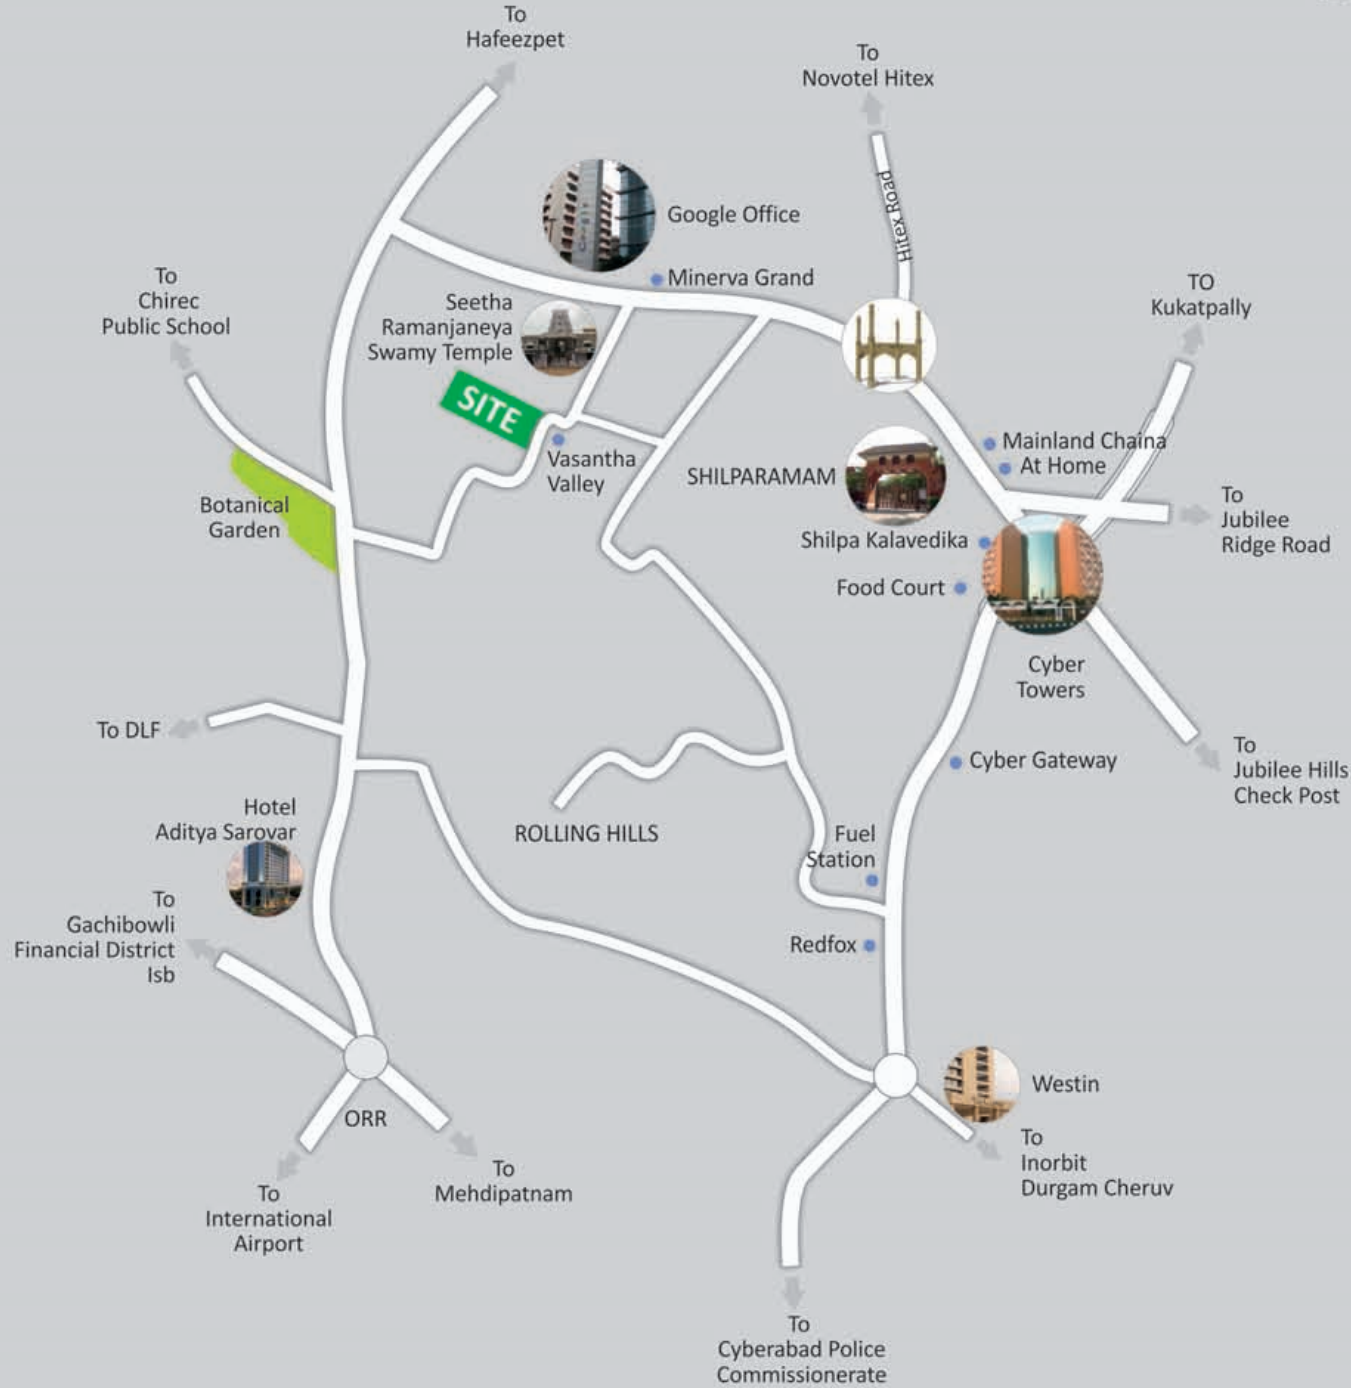 To
Hafeezpet
To
Novotel Hitex
Hitex Road
Google Office
Minerva Grand
To
Chirec
Public School
Seetha
Ramanjaneya
Swamy Temple
TO
Kukatpally
SITE
Vasantha
Valley
Mainland Chaina
At Home
SHILPARAMAM
Botanical
Garden
To
Jubilee
Ridge Road
Shilpa Kalavedika
Food Court
Cyber
Towers
To DLF
Cyber Gateway
To
Jubilee Hills
Check Post
Hotel
Aditya Sarovar
ROLLING HILLS
Fuel
Station
To
Gachibowli
Financial District
Isb
Redfox
Westin
ORR
To
Inorbit
Durgam Cheruv
To
Mehdipatnam
To
International
Airport
To
Cyberabad Police
Commissionerate